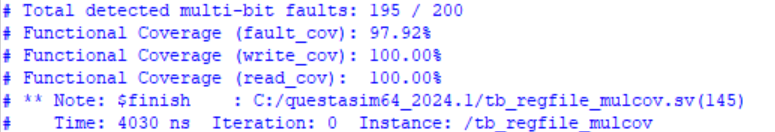 # Total detected multi-bit faults: 195 / 200
# Functional Coverage (fault_cov): 97.92%
# Functional Coverage (write_cov): 100.00%
# Functional Coverage (read_cov):  100.00%
# ** Note: $finish    : C:/questasim64_2024.1/tb_regfile_mulcov.sv(145)
#    Time: 4030 ns  Iteration: 0  Instance: /tb_regfile_mulcov